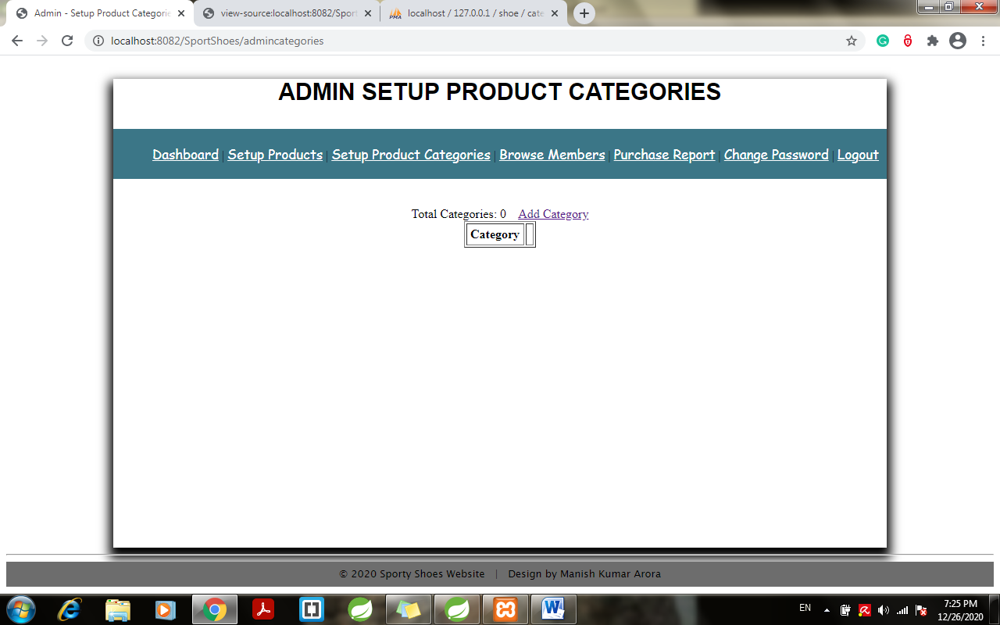 Admin - Setup Product Categorie
view-source:localhost:8082/Sport
PMA
localhost / 127.0.0.1 / shoe / cate
localhost:8082/SportShoes/admincategories
ADMIN SETUP PRODUCT CATEGORIES
Dashboard | Setup Products | Setup Product Categories | Browse Members | Purchase Report | Change Password | Logout
Total Categories: 0 Add Category
Category
© 2020 Sporty Shoes Website | Design by Manish Kumar Arora
EN
7:25 PM
12/26/2020